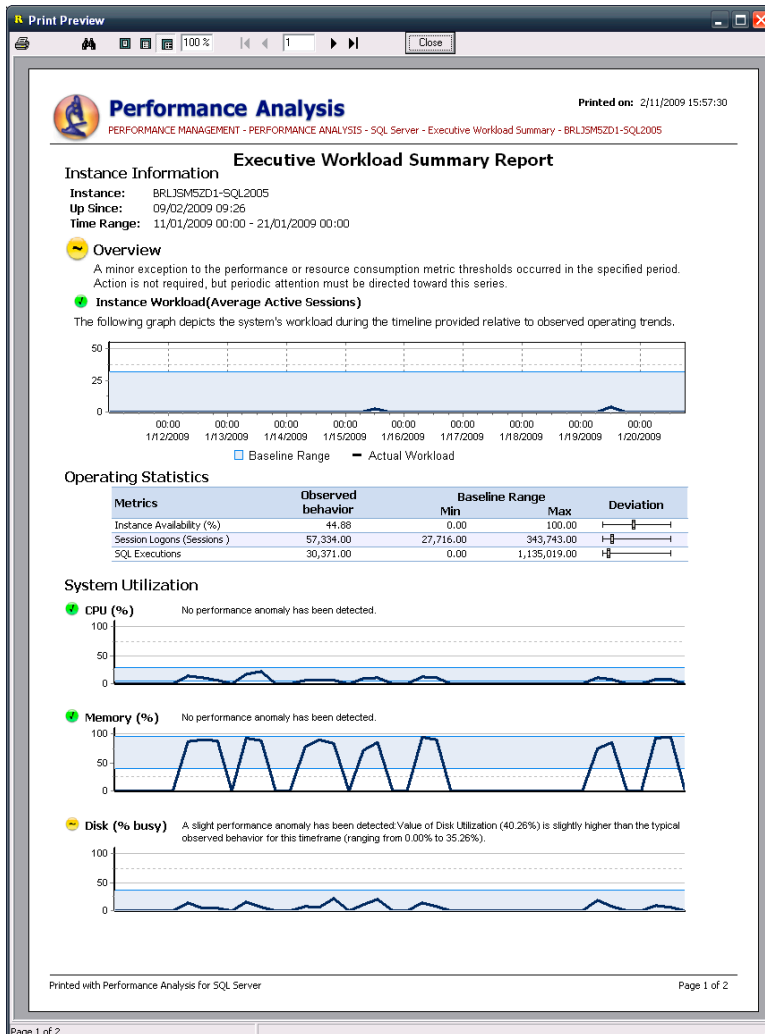 Print Preview
100 %
1
Close
Performance Analysis
Printed on: 2/11/2009 15:57:30
PERFORMANCE MANAGEMENT - PERFORMANCE ANALYSIS - SQL Server - Executive Workload Summary - BRLJSM5ZD1-SQL2005
Executive Workload Summary Report
Instance Information
Instance: BRLJSM5ZD1-SQL2005
Up Since: 09/02/2009 09:26
Time Range: 11/01/2009 00:00 - 21/01/2009 00:00
Overview
A minor exception to the performance or resource consumption metric thresholds occurred in the specified period.
Action is not required, but periodic attention must be directed toward this series.
Instance Workload(Average Active Sessions)
The following graph depicts the system's workload during the timeline provided relative to observed operating trends.
50
25
0
00:00 00:00 00:00 00:00 00:00 00:00 00:00 00:00 00:00
1/12/2009 1/13/2009 1/14/2009 1/15/2009 1/16/2009 1/17/2009 1/18/2009 1/19/2009 1/20/2009
Baseline Range Actual Workload
Operating Statistics
Metrics Observed behavior Baseline Range Min Max Deviation
Instance Availability (%) 44.88 0.00 100.00
Session Logons (Sessions ) 57,334.00 27,716.00 343,743.00
SQL Executions 30,371.00 0.00 1,135,019.00
System Utilization
CPU (%) No performance anomaly has been detected.
100
50
0
Memory (%) No performance anomaly has been detected.
100
50
0
Disk (% busy) A slight performance anomaly has been detected:Value of Disk Utilization (40.26%) is slightly higher than the typical
observed behavior for this timeframe (ranging from 0.00% to 35.26%).
100
50
0
Printed with Performance Analysis for SQL Server Page 1 of 2
Page 1 of 2